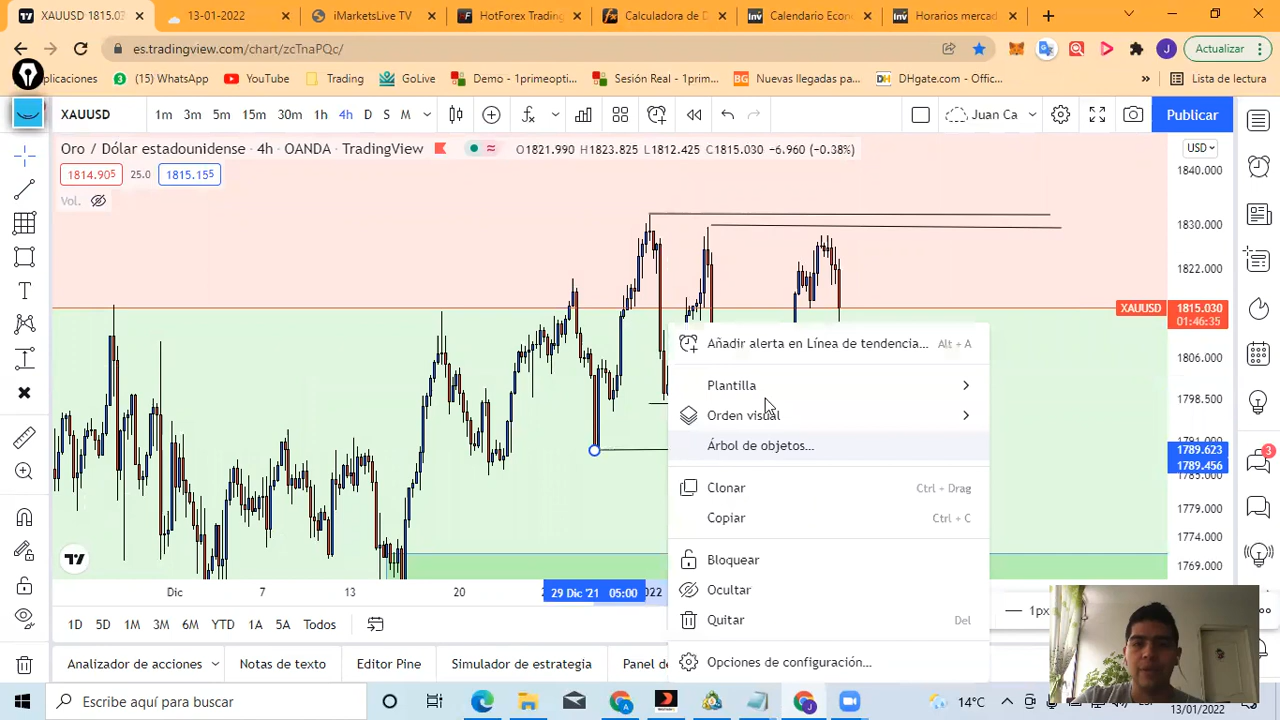 XAUUSD 1815.03
13-01-2022
iMarketsLive TV
HotForex Trading
Calculadora de D
Calendario Econ
Horarios mercad
es.tradingview.com/chart/zcTnaPQc/
J
Actualizar
plicaciones
(15) WhatsApp
YouTube
Trading
GoLive
Demo - 1primeopti...
Sesión Real - 1prim...
BG Nuevas llegadas pa...
DH DHgate.com - Offic...
»
Lista de lectura
XAUUSD
1m 3m 5m 15m 30m 1h 4h D S M
Juan Ca
Publicar
Oro / Dólar estadounidense • 4h • OANDA • TradingView
O1821.990 H1823.825 L1812.425 C1815.030 -6.960 (-0.38%)
USD
1814.905 25.0 1815.155
Vol.
1840.000
1830.000
1822.000
XAUUSD 1815.030
01:46:35
1806.000
1798.500
1789.623
1789.456
1779.000
1774.000
1769.000
Añadir alerta en Línea de tendencia... Alt + A
Plantilla
Orden visual
Árbol de objetos...
Clonar Ctrl + Drag
Copiar Ctrl + C
Bloquear
Ocultar
Quitar Del
Opciones de configuración...
Dic 7 13 20 29 Dic '21 05:00 022
1px
1D 5D 1M 3M 6M YTD 1A 5A Todos
Analizador de acciones
Notas de texto
Editor Pine
Simulador de estrategia
Panel de
3
Escribe aquí para buscar
14°C
13/01/2022